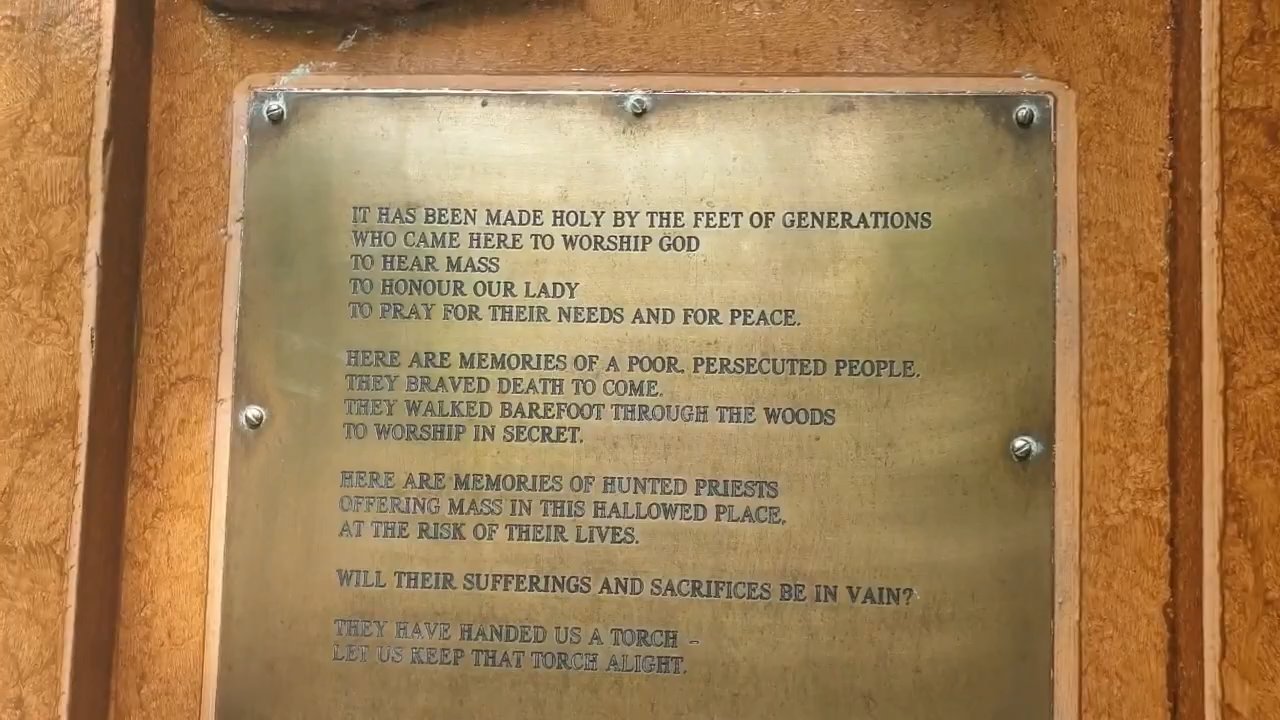 IT HAS BEEN MADE HOLY BY THE FEET OF GENERATIONS
WHO CAME HERE TO WORSHIP GOD
TO HEAR MASS
TO HONOUR OUR LADY
TO PRAY FOR THEIR NEEDS AND FOR PEACE.
HERE ARE MEMORIES OF A POOR, PERSECUTED PEOPLE.
THEY BRAVED DEATH TO COME.
THEY WALKED BAREFOOT THROUGH THE WOODS
TO WORSHIP IN SECRET.
HERE ARE MEMORIES OF HUNTED PRIESTS
OFFERING MASS IN THIS HALLOWED PLACE,
AT THE RISK OF THEIR LIVES.
WILL THEIR SUFFERINGS AND SACRIFICES BE IN VAIN?
THEY HAVE HANDED US A TORCH –
LET US KEEP THAT TORCH ALIGHT.